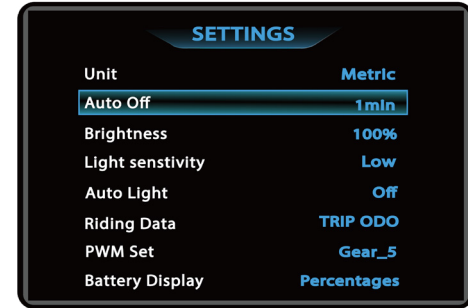 SETTINGS
Unit Metric
Auto Off 1min
Brightness 100%
Light senstivity Low
Auto Light Off
Riding Data TRIP ODO
PWM Set Gear_5
Battery Display Percentages